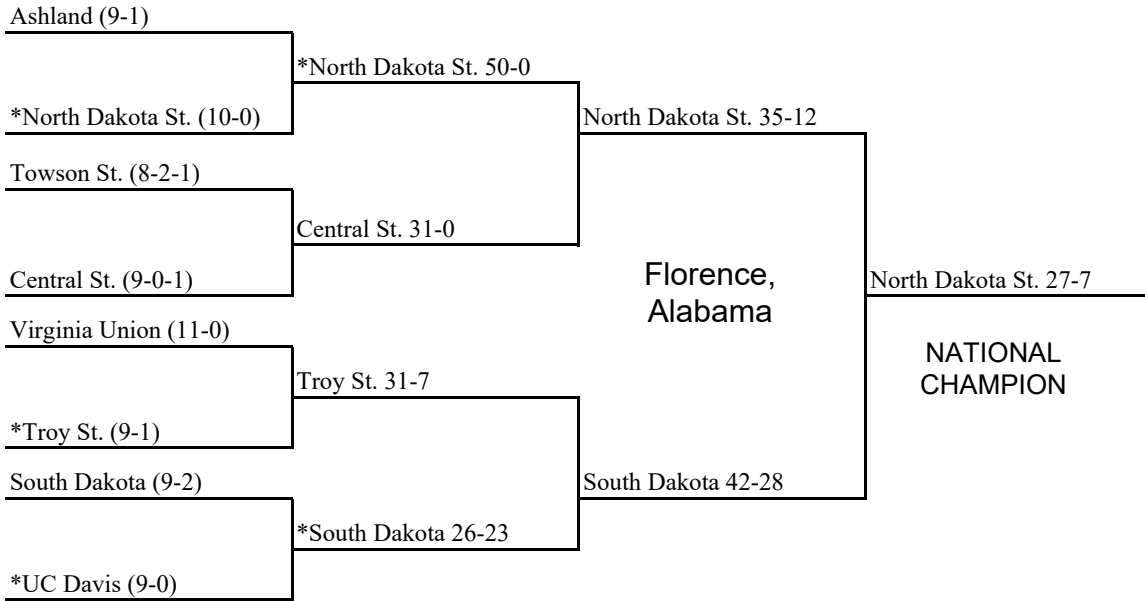 Ashland (9-1)
*North Dakota St. 50-0
*North Dakota St. (10-0)
North Dakota St. 35-12
Towson St. (8-2-1)
Central St. 31-0
Central St. (9-0-1)
Florence,
Alabama
North Dakota St. 27-7
Virginia Union (11-0)
NATIONAL
CHAMPION
Troy St. 31-7
*Troy St. (9-1)
South Dakota (9-2)
South Dakota 42-28
*South Dakota 26-23
*UC Davis (9-0)